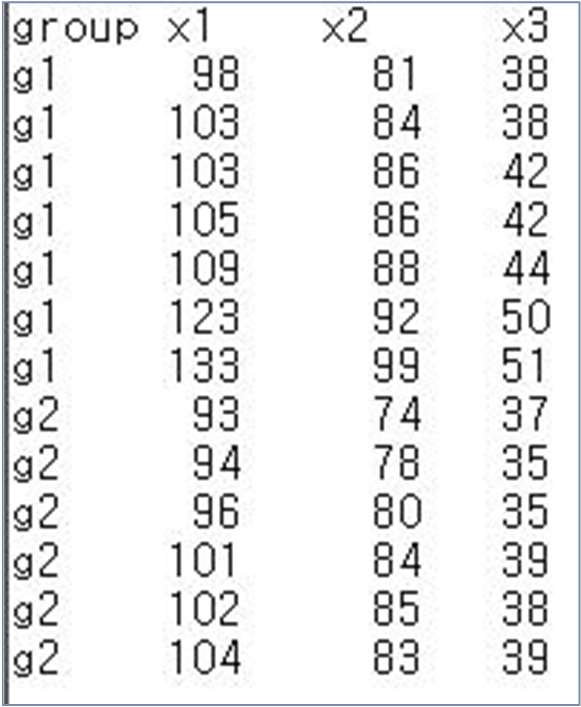 group x1 x2 x3
g1 98 81 38
g1 103 84 38
g1 103 86 42
g1 105 86 42
g1 109 88 44
g1 123 92 50
g1 133 99 51
g2 93 74 37
g2 94 78 35
g2 96 80 35
g2 101 84 39
g2 102 85 38
g2 104 83 39